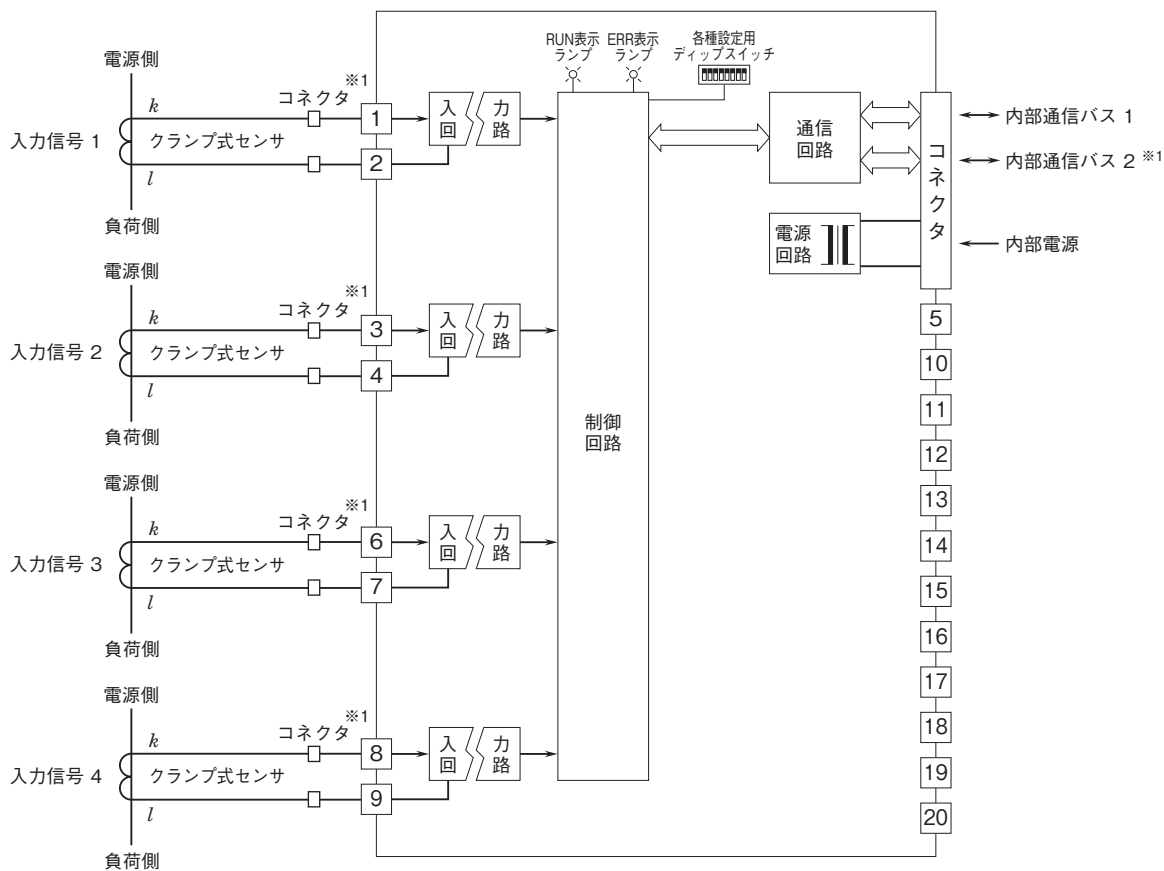 RUN表示
ランプ
ERR表示
ランプ
各種設定用
ディップスイッチ
電源側
k
コネクタ ※1
1
入力信号 1
クランプ式センサ
2
l
負荷側
入
回
力
路
電源側
k
コネクタ ※1
3
入力信号 2
クランプ式センサ
4
l
負荷側
入
回
力
路
電源側
k
コネクタ ※1
6
入力信号 3
クランプ式センサ
7
l
負荷側
入
回
力
路
電源側
k
コネクタ ※1
8
入力信号 4
クランプ式センサ
9
l
負荷側
入
回
力
路
制御
回路
通信
回路
電源
回路
コネクタ
内部通信バス 1
内部通信バス 2 ※1
内部電源
5
10
11
12
13
14
15
16
17
18
19
20